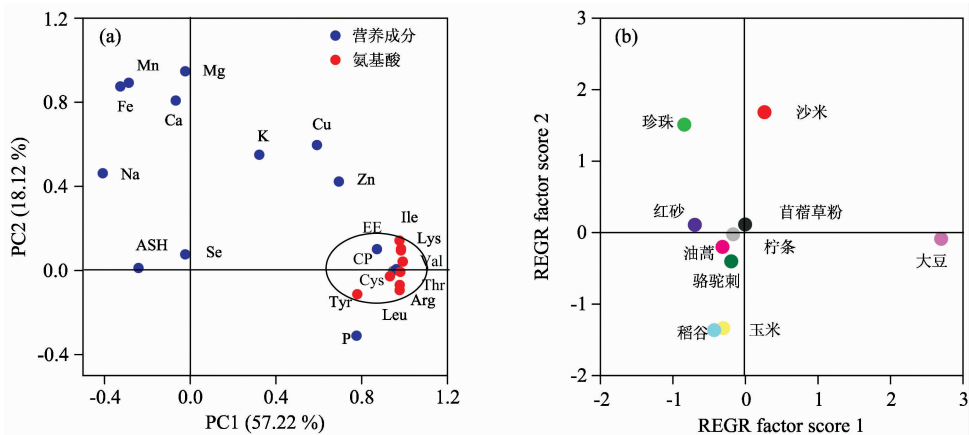 (a)
营养成分
氨基酸
Mn
Mg
Fe
Ca
K
Cu
Na
Zn
EE
Ile
Lys
ASH
Se
CP
Val
Cys
Thr
Tyr
Arg
Leu
P
1.2
0.8
0.4
0.0
-0.4
-0.4
0.0
0.4
0.8
1.2
PC2 (18.12 %)
PC1 (57.22 %)
(b)
沙米
珍珠
红砂
苜蓿草粉
油蒿
柠条
大豆
骆驼刺
稻谷
玉米
3
2
1
0
-1
-2
-2
-1
0
1
2
3
REGR factor score 2
REGR factor score 1